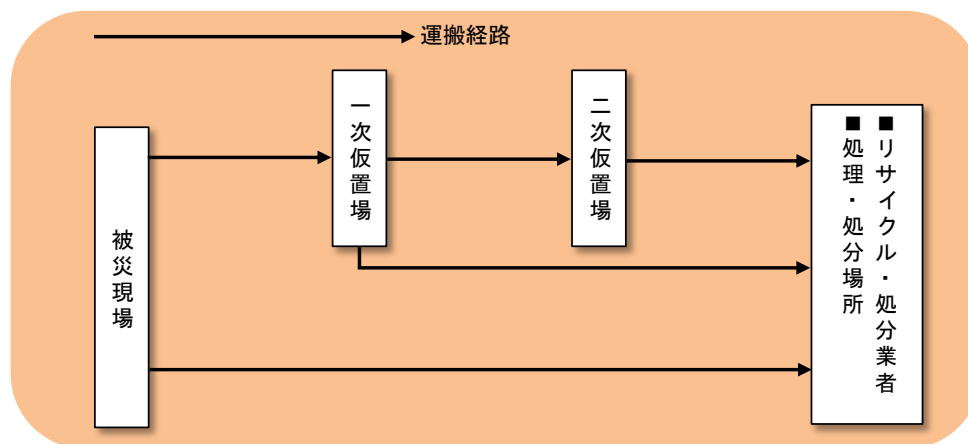 運搬経路
被災現場
一次仮置場
二次仮置場
■リサイクル・処分業者
■処理・処分場所